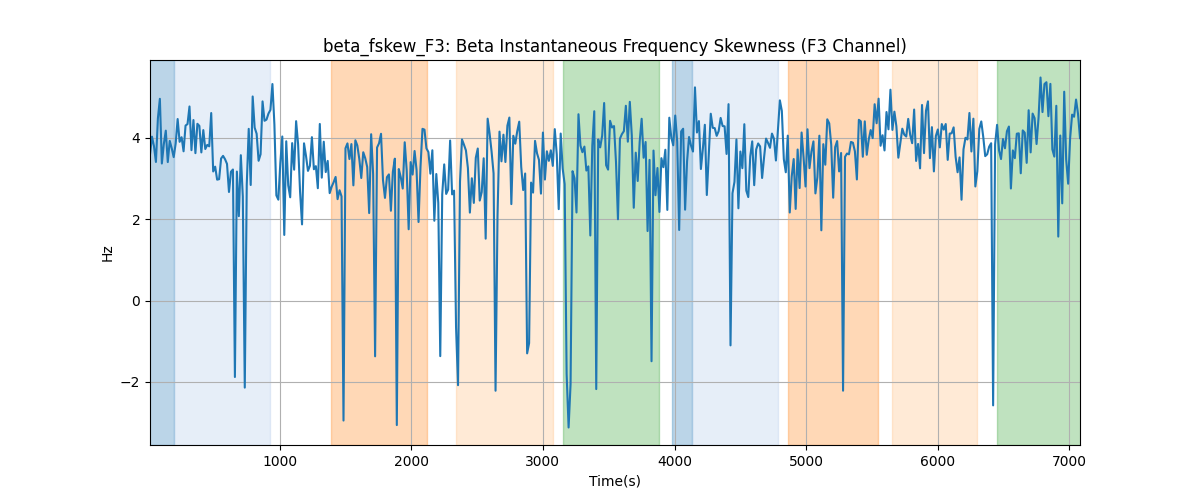 beta_fskew_F3: Beta Instantaneous Frequency Skewness (F3 Channel)
Hz
4
2
0
−2
1000 2000 3000 4000 5000 6000 7000
Time(s)